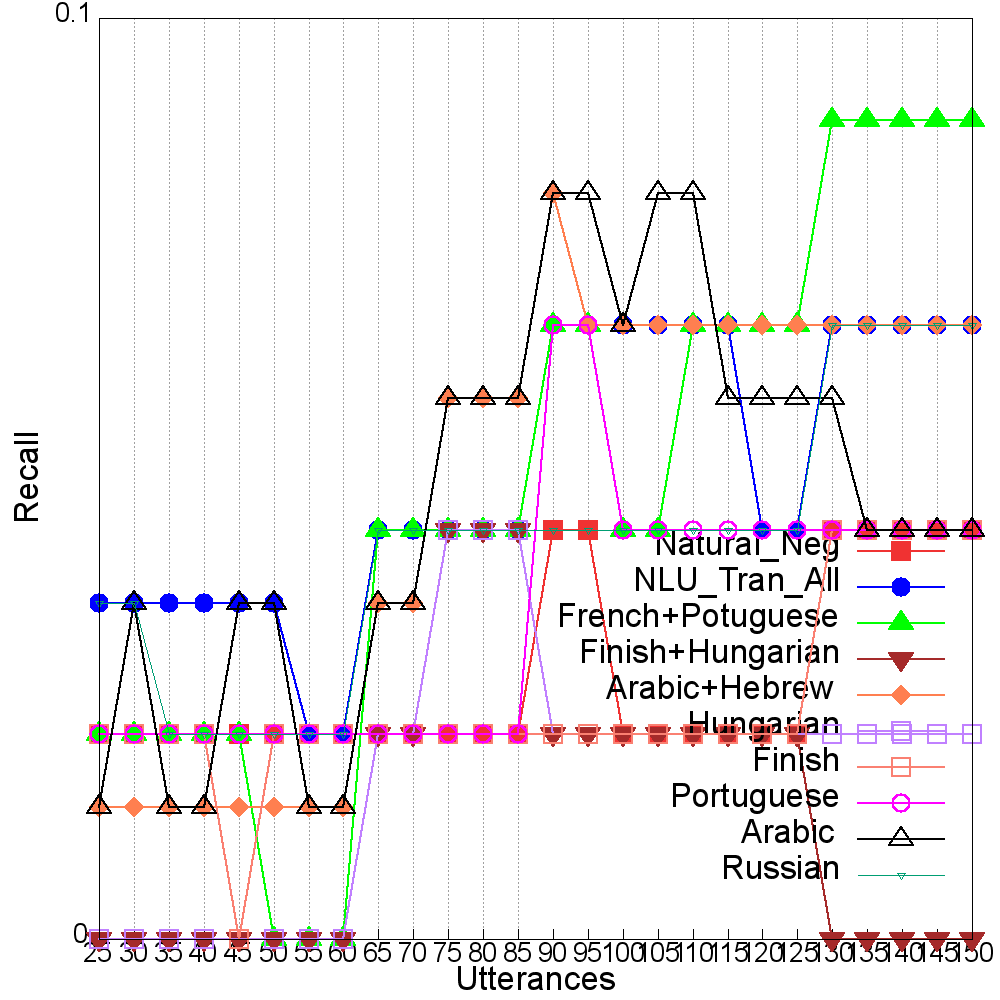 0.1
Recall
Natural_Neg
NLU_Tran_All
French+Potuguese
Finish+Hungarian
Arabic+Hebrew
Hungarian
Finish
Portuguese
Arabic
Russian
0
25 30 35 40 45 50 55 60 65 70 75 80 85 90 95 100 105 110 115 120 125 130 135 140 145 150
Utterances